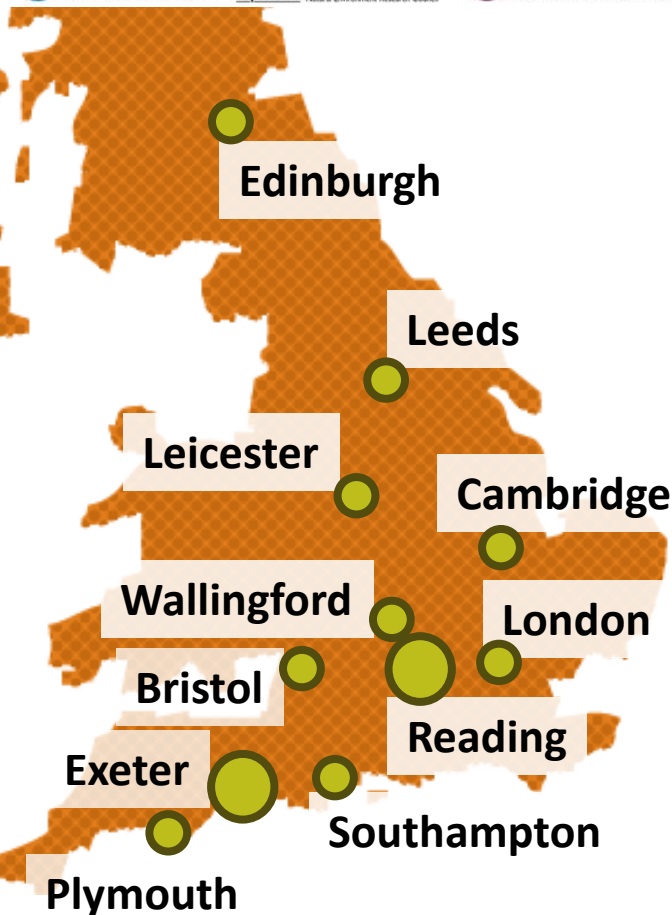 Edinburgh
Leeds
Leicester
Cambridge
Wallingford
London
Bristol
Reading
Exeter
Southampton
Plymouth